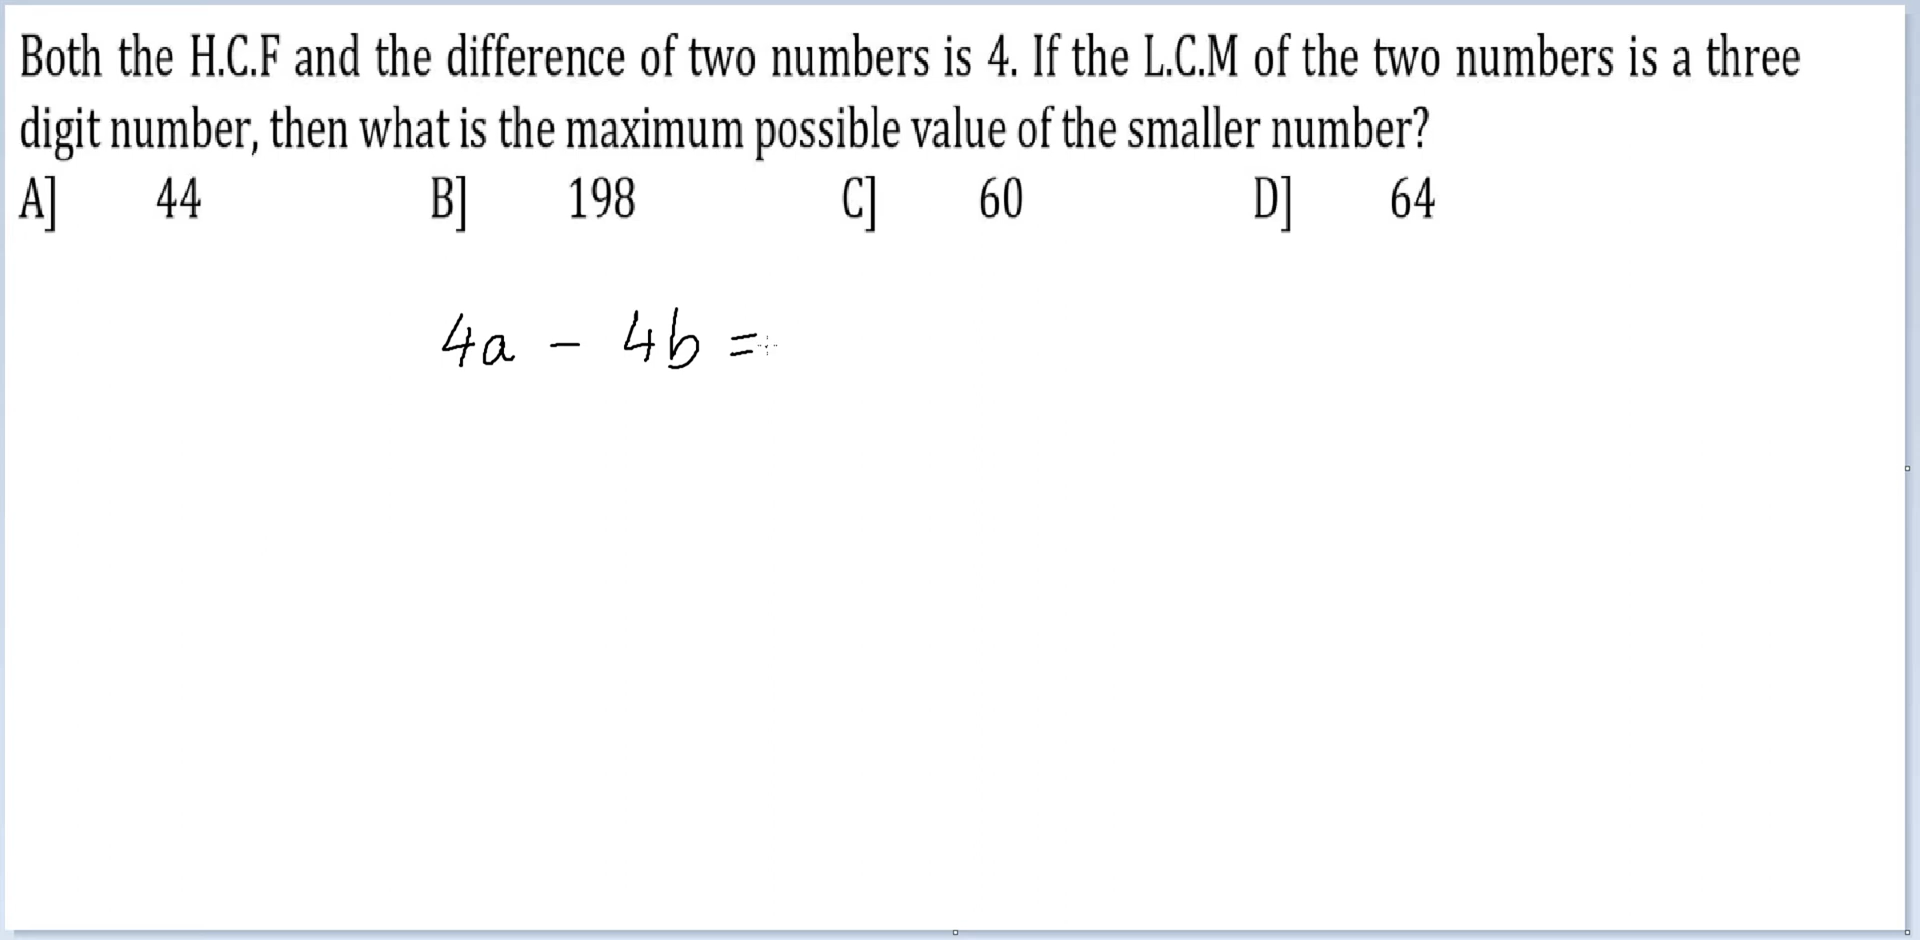 Both the H.C.F and the difference of two numbers is 4. If the L.C.M of the two numbers is a three
digit number, then what is the maximum possible value of the smaller number?
A] 44 B] 198 C] 60 D] 64
4a - 4b =